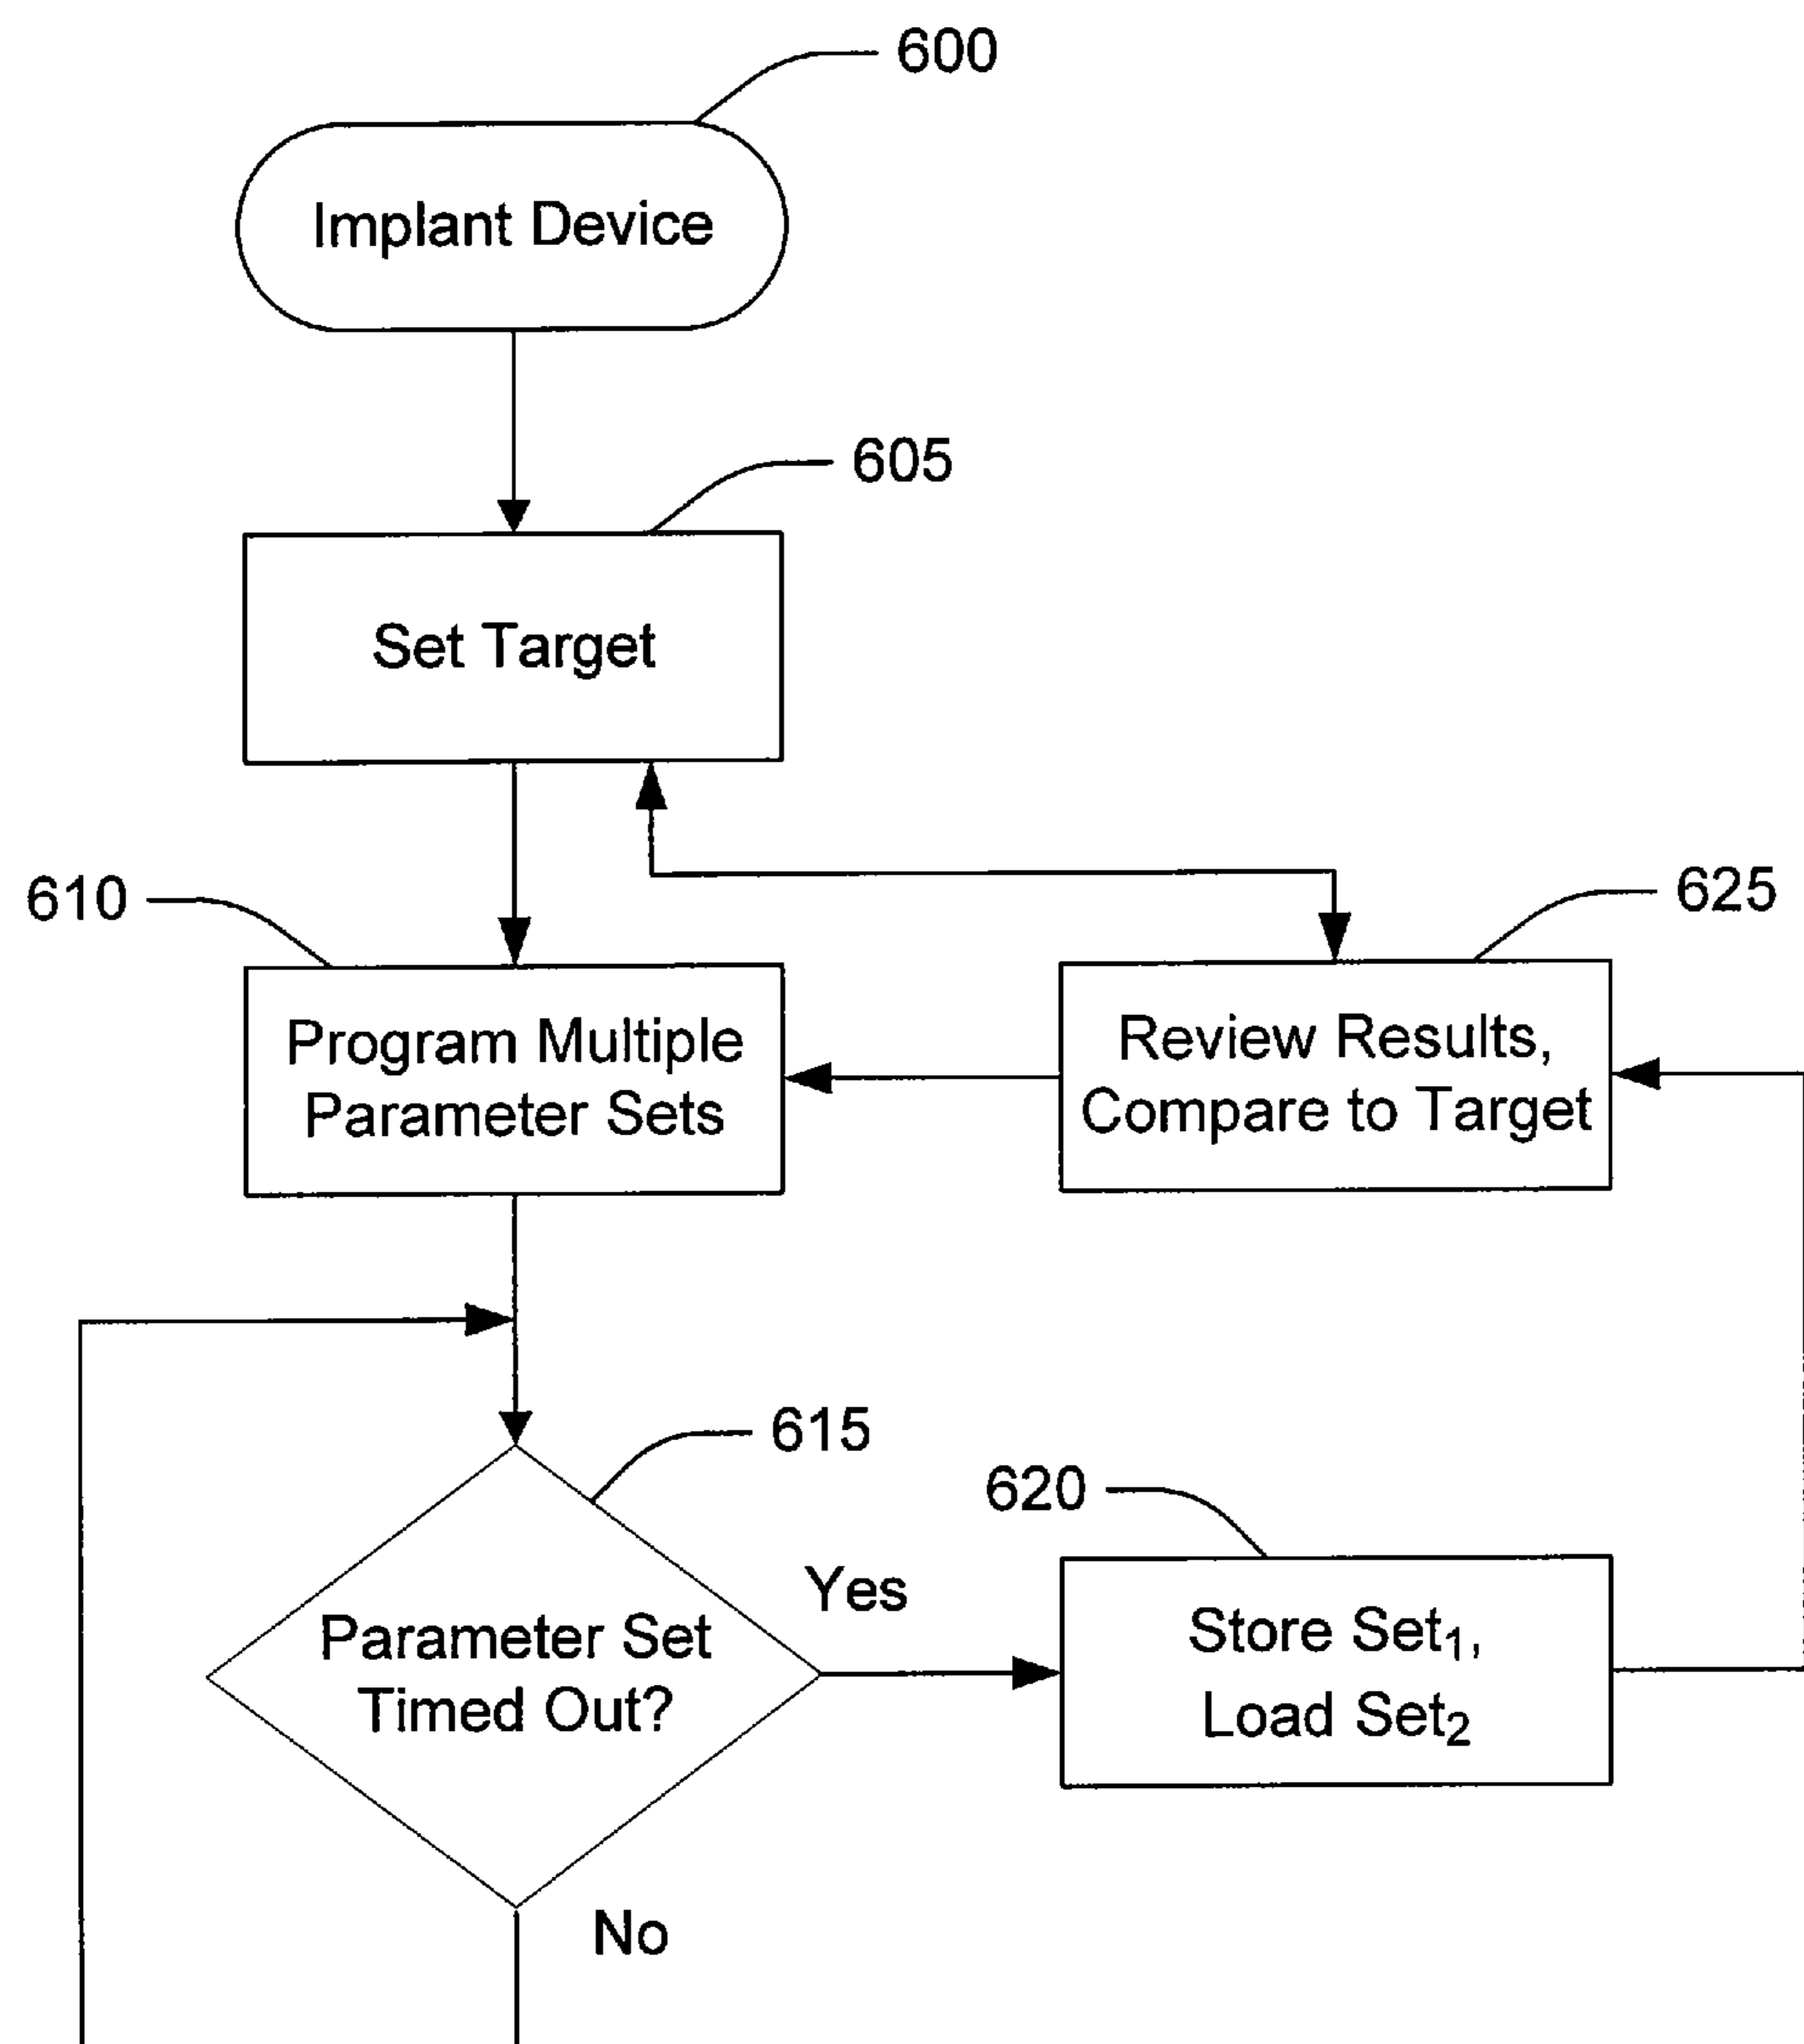 600
Implant Device
605
Set Target
610
625
Program Multiple
Parameter Sets
Review Results,
Compare to Target
615
620
Yes
Parameter Set
Timed Out?
Store Set₁,
Load Set₂
No